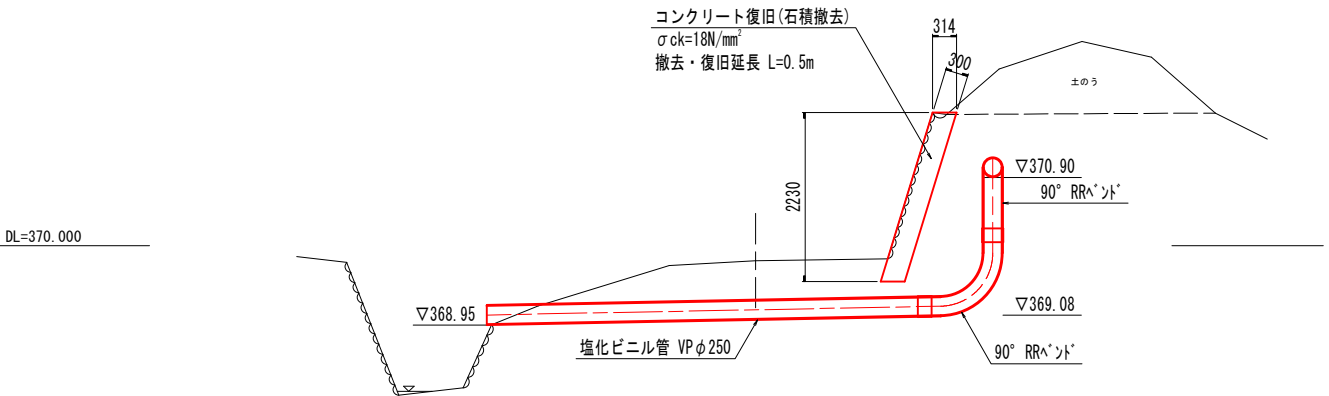 コンクリート復旧(石積撤去)
σck=18N/mm²
撤去・復旧延長 L=0.5m
314
300
土のう
2230
▽370.90
90° RRベンド
DL=370.000
▽368.95
▽369.08
塩化ビニル管 VPφ250
90° RRベンド